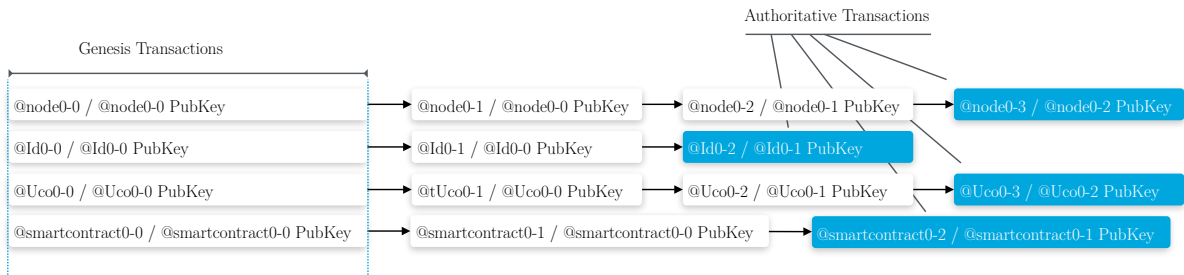 Authoritative Transactions
Genesis Transactions
@node0-0 / @node0-0 PubKey
@node0-1 / @node0-0 PubKey
@node0-2 / @node0-1 PubKey
@node0-3 / @node0-2 PubKey
@Id0-0 / @Id0-0 PubKey
@Id0-1 / @Id0-0 PubKey
@Id0-2 / @Id0-1 PubKey
@Uco0-0 / @Uco0-0 PubKey
@tUco0-1 / @Uco0-0 PubKey
@Uco0-2 / @Uco0-1 PubKey
@Uco0-3 / @Uco0-2 PubKey
@smartcontract0-0 / @smartcontract0-0 PubKey
@smartcontract0-1 / @smartcontract0-0 PubKey
@smartcontract0-2 / @smartcontract0-1 PubKey